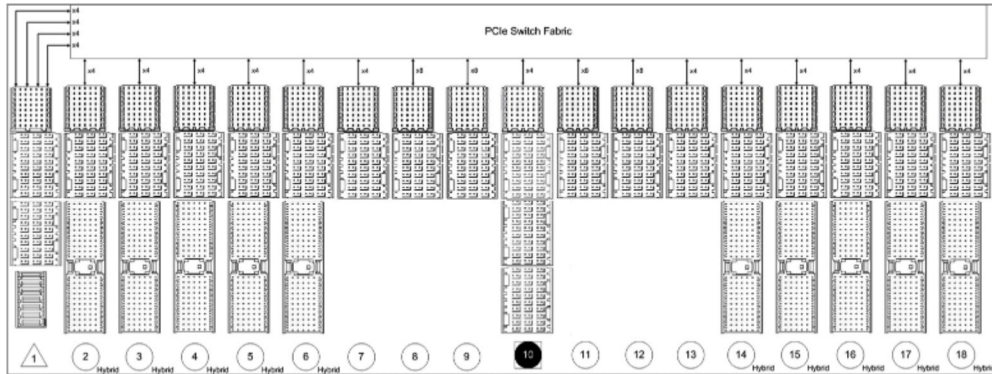 x4
x4
x4
x4
PCIe Switch Fabric
x4 x4 x4 x4 x4 x4 x8 x8 x4 x8 x8 x4 x4 x4 x4 x4 x4
1 2 3 4 5 6 7 8 9 10 11 12 13 14 15 16 17 18
Hybrid Hybrid Hybrid Hybrid Hybrid Hybrid Hybrid Hybrid Hybrid Hybrid